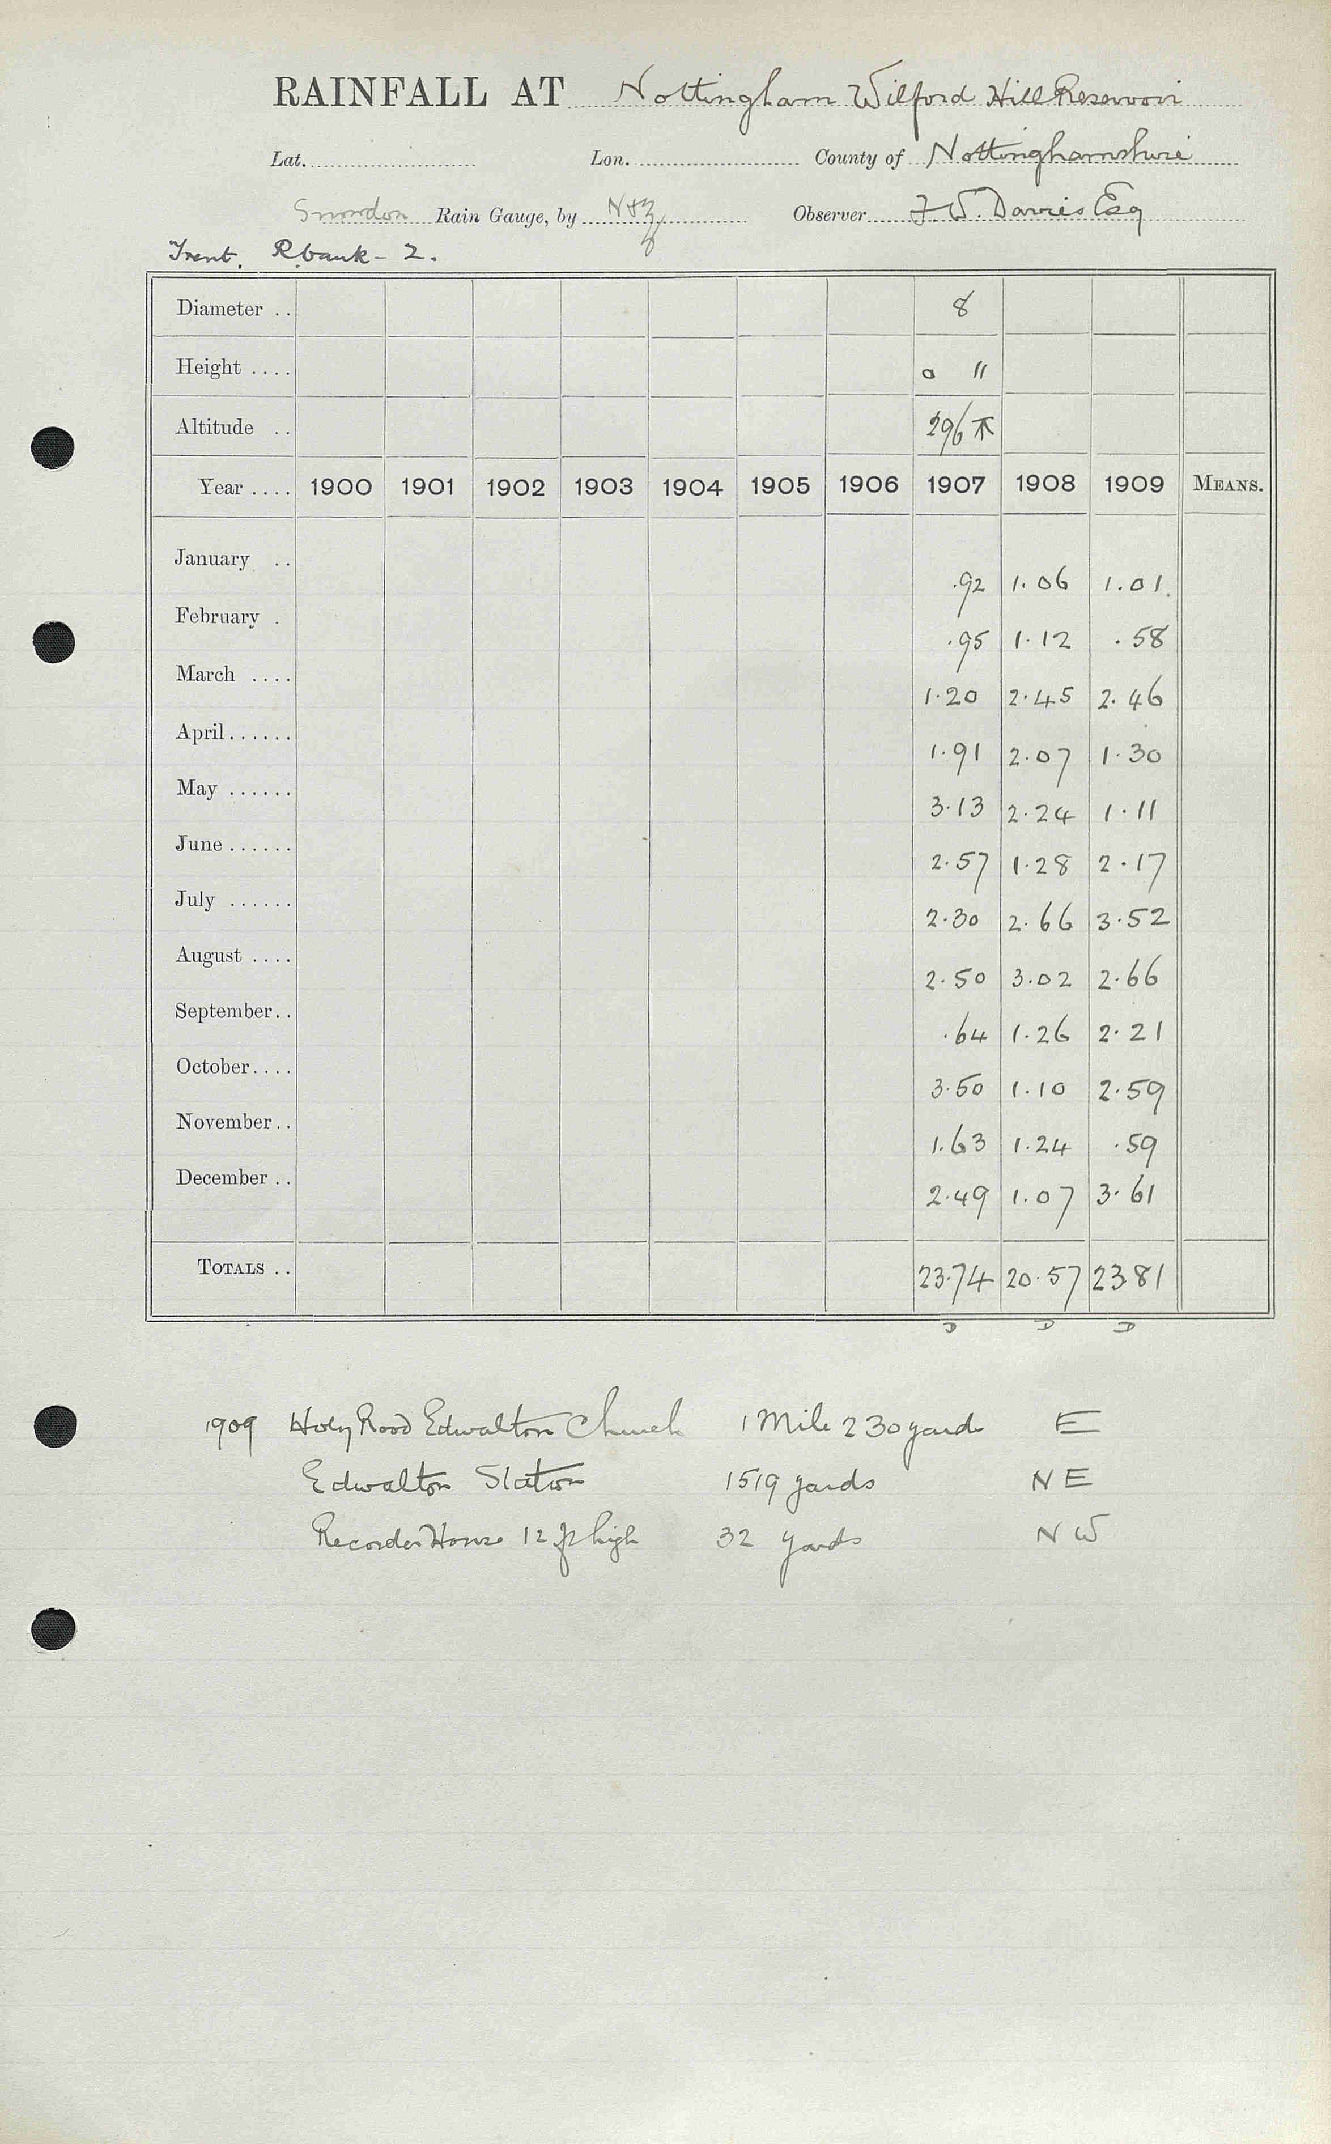 RAINFALL AT Nottingham Wilford Hill Reservoir
Lat. Lon. County of Nottinghamshire
Snowdon Rain Gauge, by N & Z Observer F. W. Davies Esq
Trent. R. bank - 2.
Diameter .. 8
Height .... 0 "
Altitude .. 296
Year .... 1900 1901 1902 1903 1904 1905 1906 1907 1908 1909 MEANS.
January .. .92 1.06 1.01
February . .95 1.12 .58
March .... 1.20 2.45 2.46
April...... 1.91 2.07 1.30
May ...... 3.13 2.24 1.11
June ...... 2.57 1.28 2.17
July ...... 2.30 2.66 3.52
August .... 2.50 3.02 2.66
September.. .64 1.26 2.21
October.... 3.50 1.10 2.59
November.. 1.63 1.24 .59
December .. 2.49 1.07 3.61
TOTALS .. 23.74 20.57 23.81
D D D
1909 Holy Rood Edwalton Church 1 Mile 230 yards E
Edwalton Station 1519 yards NE
Recorder House 12 ft high 32 yards NW